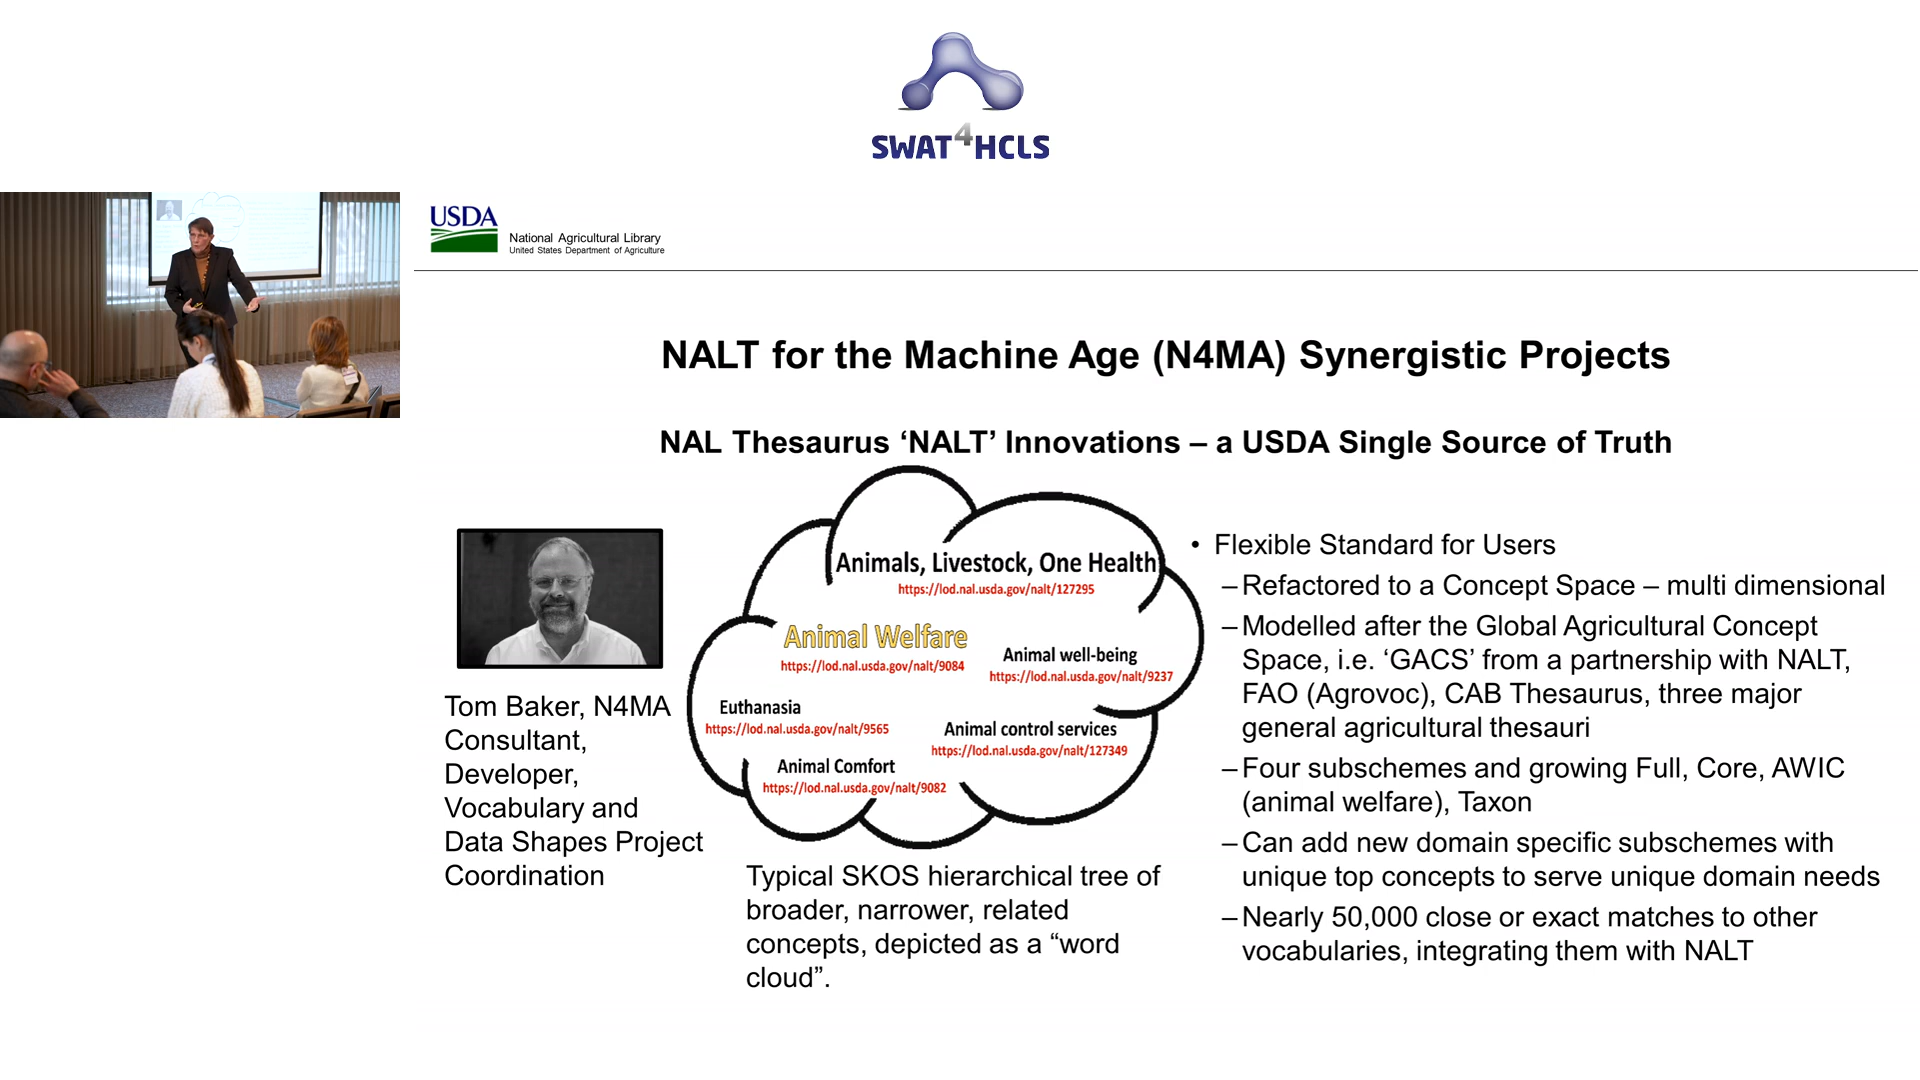 SWAT4HCLS
USDA
National Agricultural Library
United States Department of Agriculture
NALT for the Machine Age (N4MA) Synergistic Projects
NAL Thesaurus ‘NALT’ Innovations – a USDA Single Source of Truth
Tom Baker, N4MA
Consultant,
Developer,
Vocabulary and
Data Shapes Project
Coordination
Animals, Livestock, One Health
https://lod.nal.usda.gov/nalt/127295
Animal Welfare
https://lod.nal.usda.gov/nalt/9084
Animal well-being
https://lod.nal.usda.gov/nalt/9237
Euthanasia
https://lod.nal.usda.gov/nalt/9565
Animal control services
https://lod.nal.usda.gov/nalt/127349
Animal Comfort
https://lod.nal.usda.gov/nalt/9082
Typical SKOS hierarchical tree of
broader, narrower, related
concepts, depicted as a “word
cloud”.
• Flexible Standard for Users
– Refactored to a Concept Space – multi dimensional
– Modelled after the Global Agricultural Concept
Space, i.e. ‘GACS’ from a partnership with NALT,
FAO (Agrovoc), CAB Thesaurus, three major
general agricultural thesauri
– Four subschemes and growing Full, Core, AWIC
(animal welfare), Taxon
– Can add new domain specific subschemes with
unique top concepts to serve unique domain needs
– Nearly 50,000 close or exact matches to other
vocabularies, integrating them with NALT